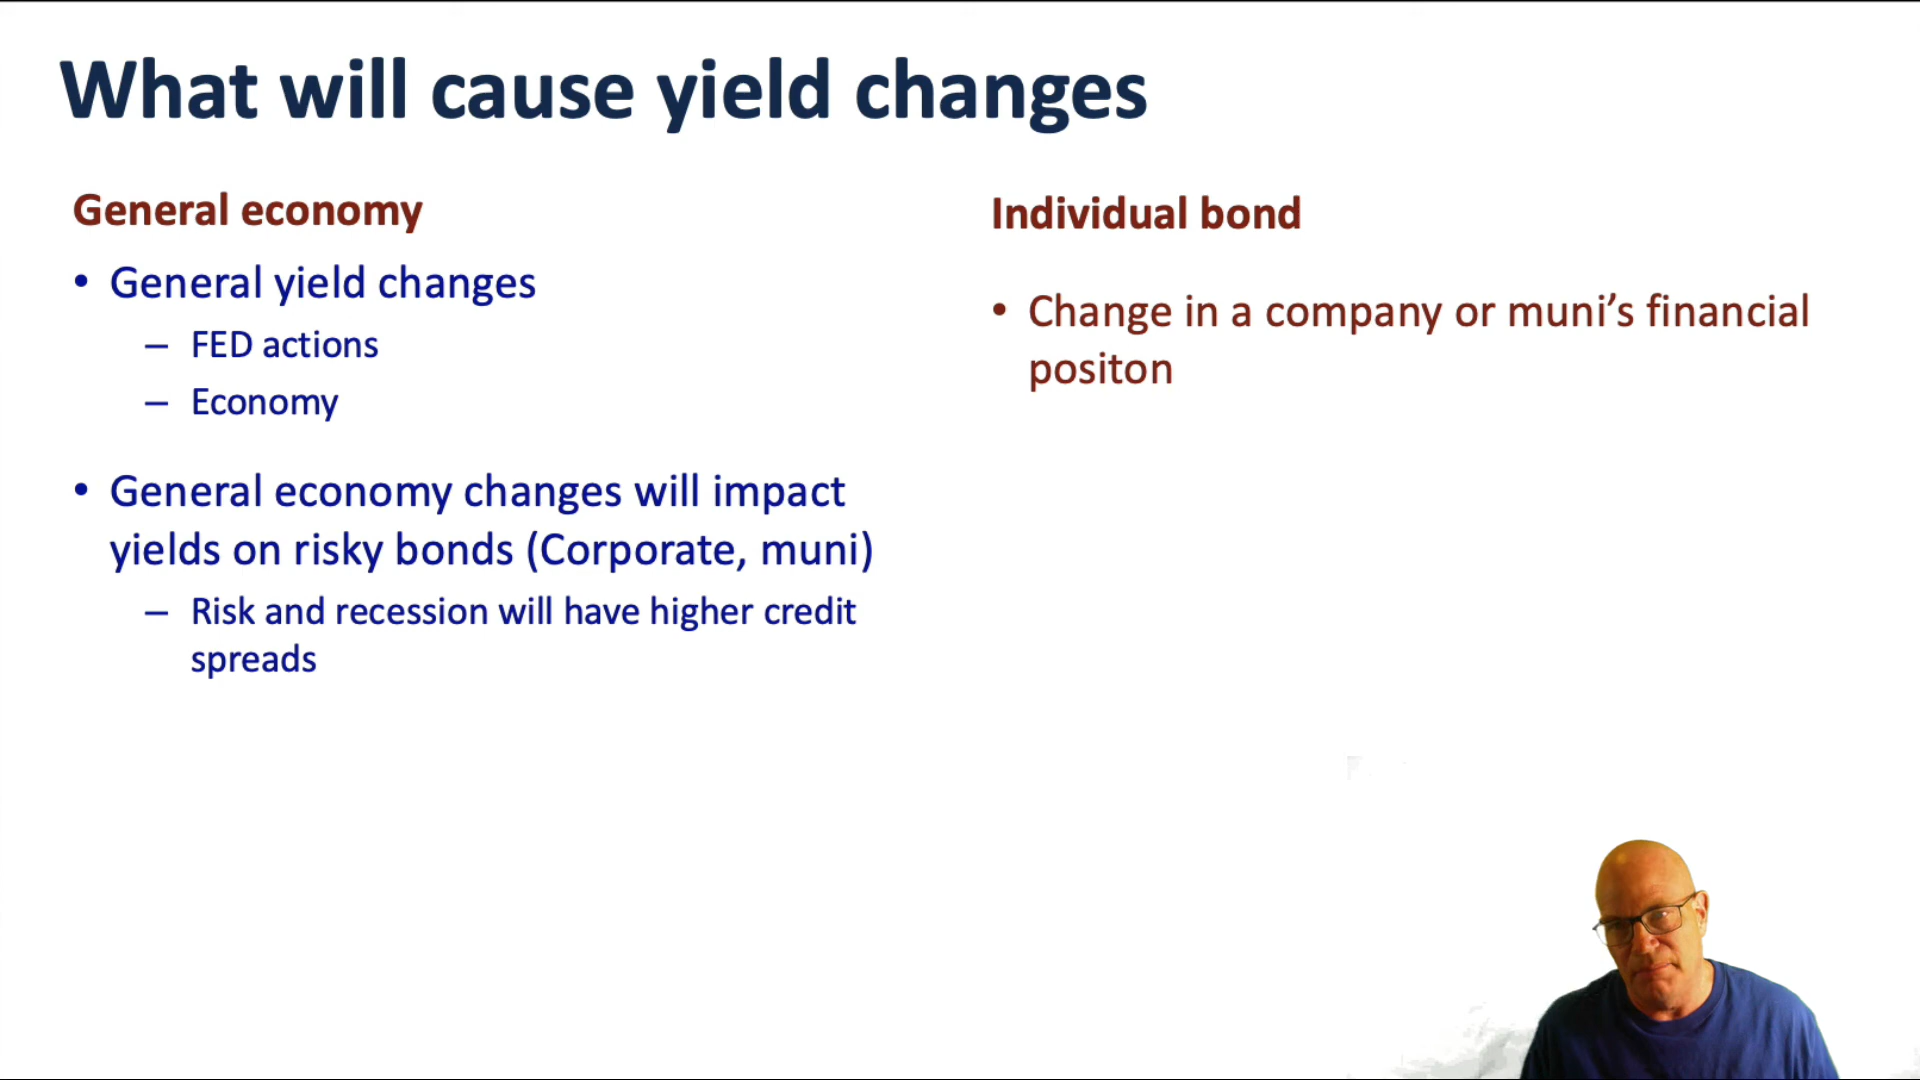 What will cause yield changes
General economy
• General yield changes
– FED actions
– Economy
• General economy changes will impact
yields on risky bonds (Corporate, muni)
– Risk and recession will have higher credit
spreads
Individual bond
• Change in a company or muni’s financial
positon